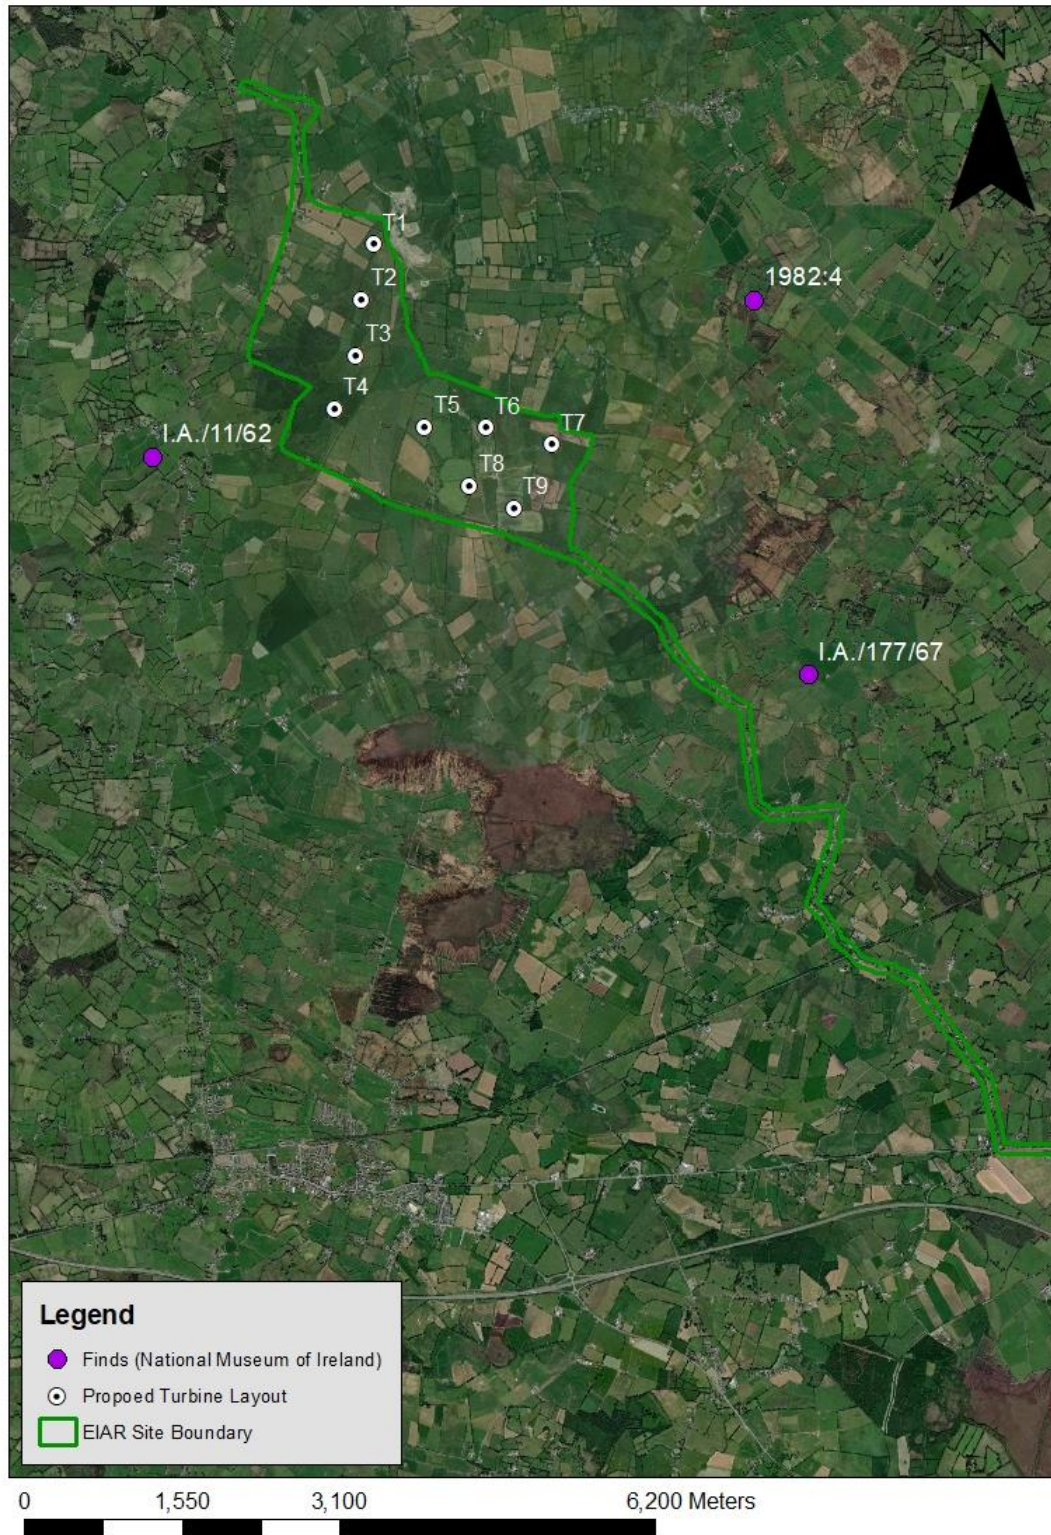 N
T1
T2
1982:4
T3
T4
T5
T6
T7
I.A./11/62
T8
T9
I.A./177/67
Legend
Finds (National Museum of Ireland)
Propoed Turbine Layout
EIAR Site Boundary
0 1,550 3,100 6,200 Meters